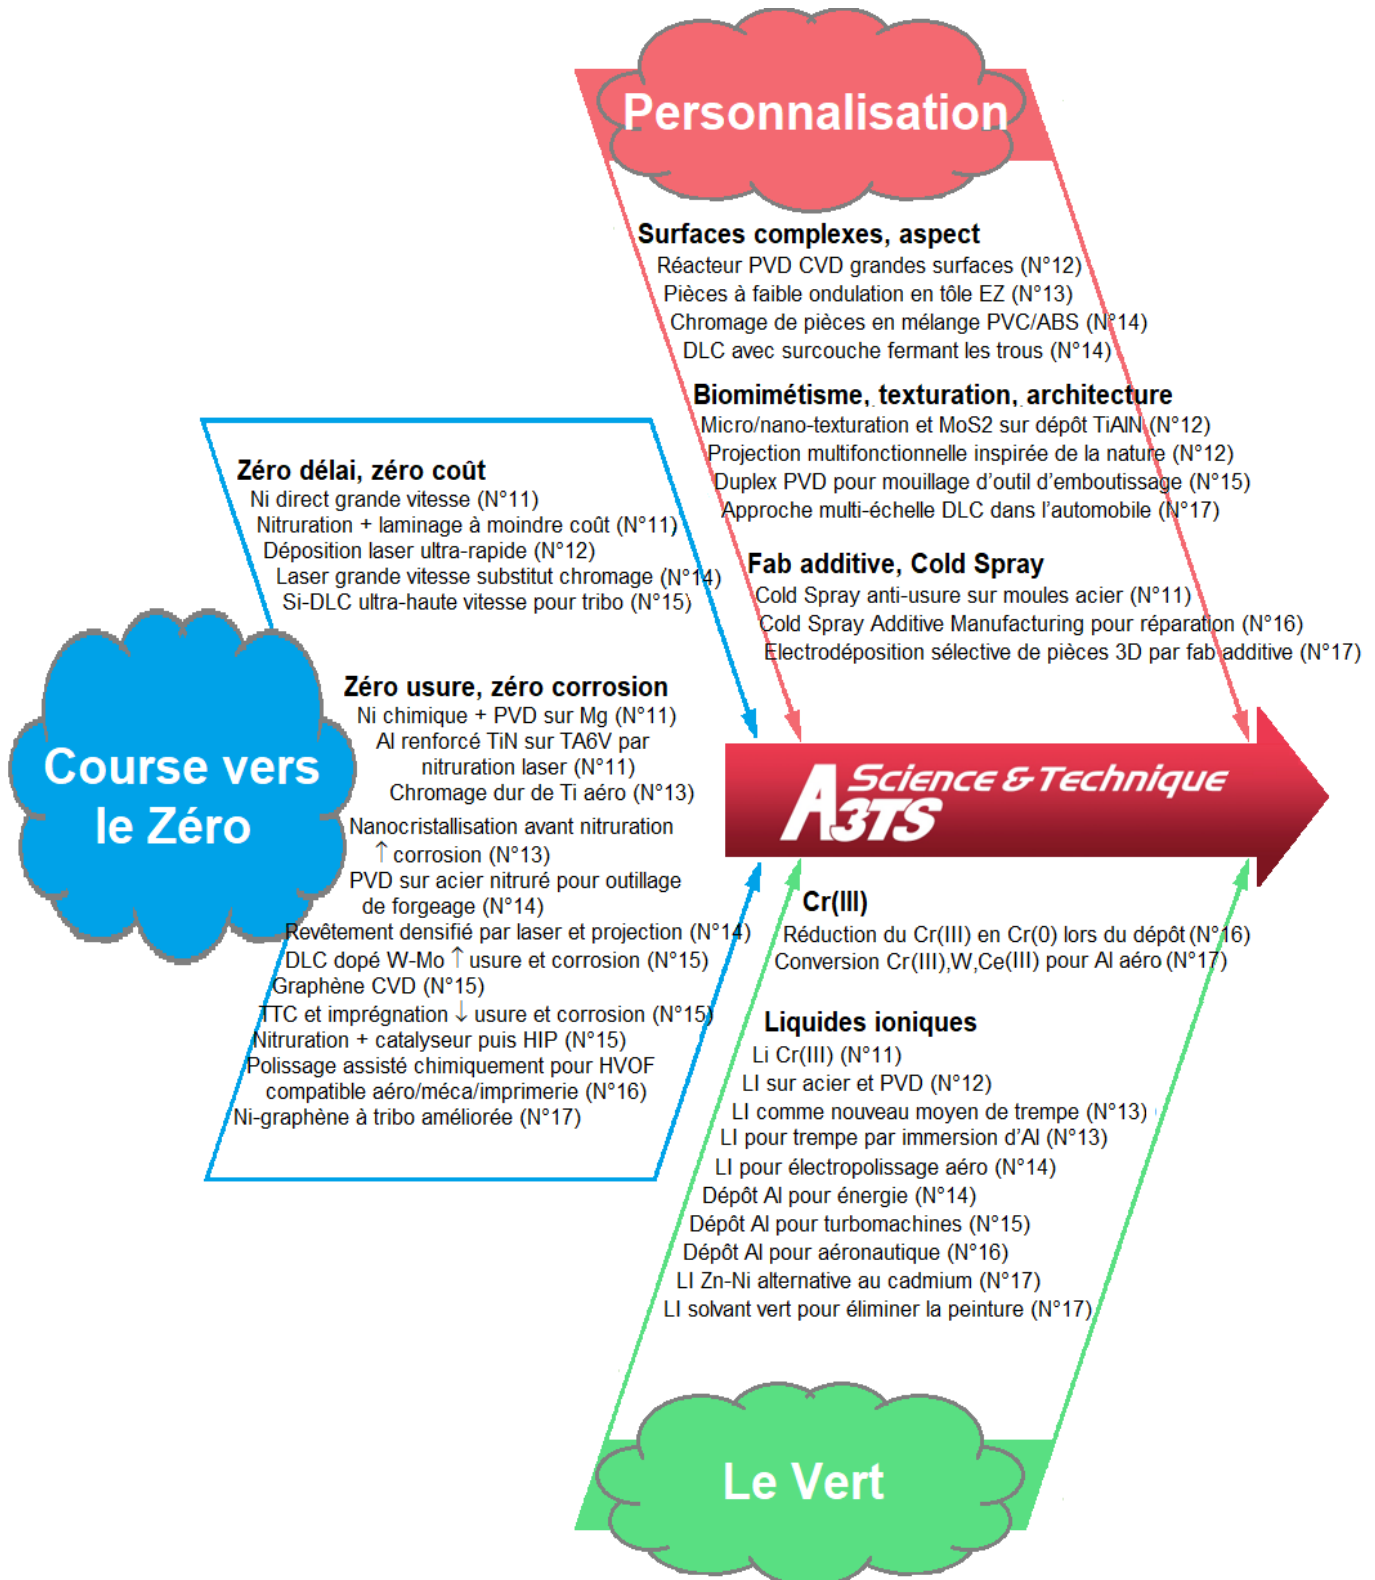 Personnalisation
Surfaces complexes, aspect
Réacteur PVD CVD grandes surfaces (N°12)
Pièces à faible ondulation en tôle EZ (N°13)
Chromage de pièces en mélange PVC/ABS (N°14)
DLC avec surcouche fermant les trous (N°14)
Biomimétisme, texturation, architecture
Micro/nano-texturation et MoS2 sur dépôt TiAlN (N°12)
Projection multifonctionnelle inspirée de la nature (N°12)
Duplex PVD pour mouillage d'outil d'emboutissage (N°15)
Approche multi-échelle DLC dans l'automobile (N°17)
Fab additive, Cold Spray
Cold Spray anti-usure sur moules acier (N°11)
Cold Spray Additive Manufacturing pour réparation (N°16)
Electrodéposition sélective de pièces 3D par fab additive (N°17)
Course vers
le Zéro
Zéro délai, zéro coût
Ni direct grande vitesse (N°11)
Nitruration + laminage à moindre coût (N°11)
Déposition laser ultra-rapide (N°12)
Laser grande vitesse substitut chromage (N°14)
Si-DLC ultra-haute vitesse pour tribo (N°15)
Zéro usure, zéro corrosion
Ni chimique + PVD sur Mg (N°11)
Al renforcé TiN sur TA6V par
nitruration laser (N°11)
Chromage dur de Ti aéro (N°13)
Nanocristallisation avant nitruration
↑ corrosion (N°13)
PVD sur acier nitruré pour outillage
de forgeage (N°14)
Revêtement densifié par laser et projection (N°14)
DLC dopé W-Mo ↑ usure et corrosion (N°15)
Graphène CVD (N°15)
TTC et imprégnation ↓ usure et corrosion (N°15)
Nitruration + catalyseur puis HIP (N°15)
Polissage assisté chimiquement pour HVOF
compatible aéro/méca/imprimerie (N°16)
Ni-graphène à tribo améliorée (N°17)
A3TS Science & Technique
Cr(III)
Réduction du Cr(III) en Cr(0) lors du dépôt (N°16)
Conversion Cr(III),W,Ce(III) pour Al aéro (N°17)
Liquides ioniques
Li Cr(III) (N°11)
LI sur acier et PVD (N°12)
LI comme nouveau moyen de trempe (N°13)
LI pour trempe par immersion d'Al (N°13)
LI pour électropolissage aéro (N°14)
Dépôt Al pour énergie (N°14)
Dépôt Al pour turbomachines (N°15)
Dépôt Al pour aéronautique (N°16)
LI Zn-Ni alternative au cadmium (N°17)
LI solvant vert pour éliminer la peinture (N°17)
Le Vert